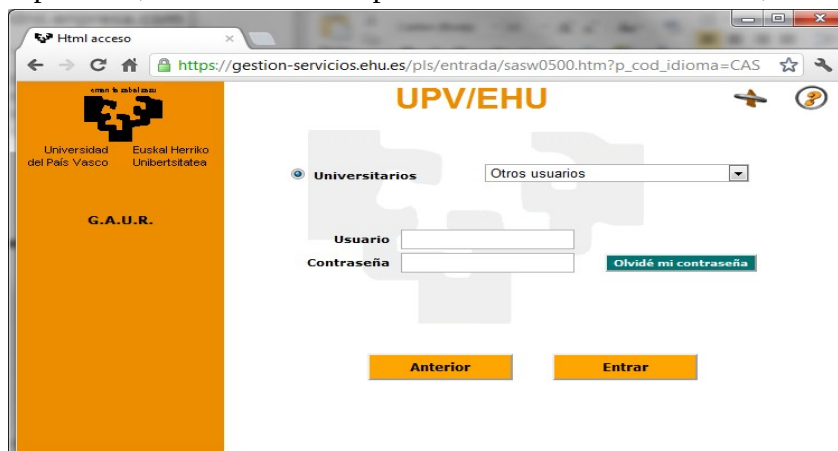 Html acceso
https://gestion-servicios.ehu.es/pls/entrada/sasw0500.htm?p_cod_idioma=CAS
UPV/EHU
Universidad Euskal Herriko
del País Vasco Unibertsitatea
Universitarios Otros usuarios
G.A.U.R.
Usuario
Contraseña Olvidé mi contraseña
Anterior Entrar